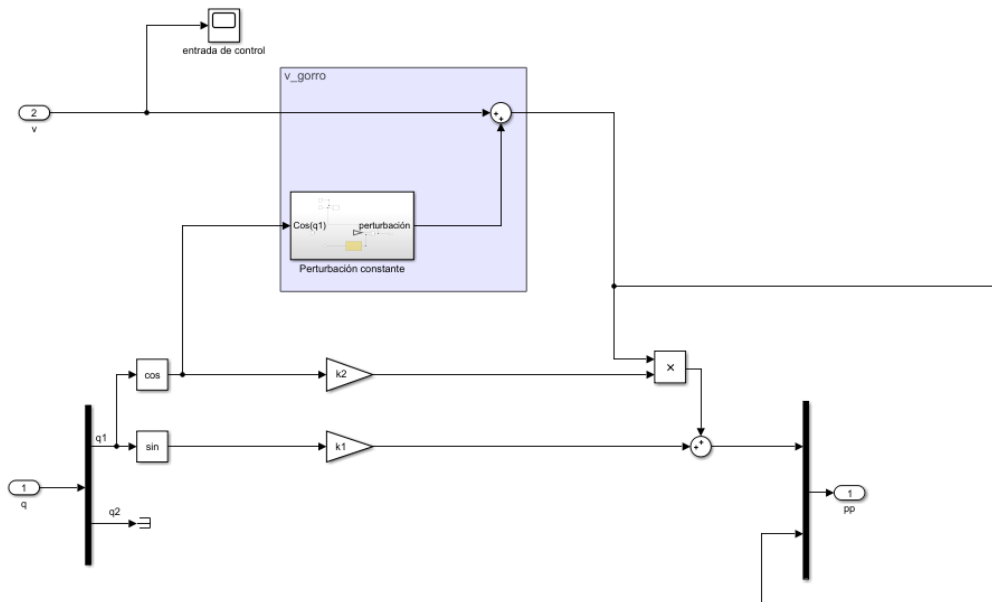 entrada de control
v_gorro
2
v
+
+
Cos(q1)
perturbación
Perturbación constante
cos
k2
×
q1
sin
k1
+
+
1
q
q2
1
pp